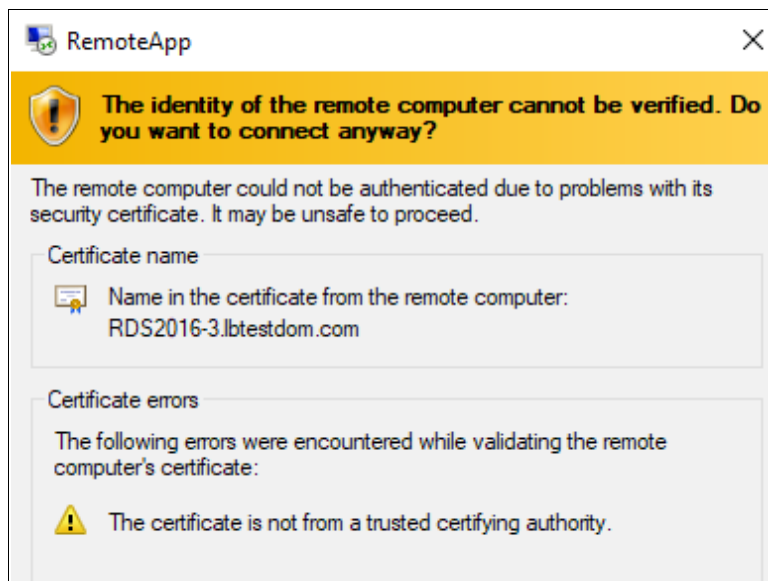 RemoteApp
The identity of the remote computer cannot be verified. Do
you want to connect anyway?
The remote computer could not be authenticated due to problems with its
security certificate. It may be unsafe to proceed.
Certificate name
Name in the certificate from the remote computer:
RDS2016-3.lbtestdom.com
Certificate errors
The following errors were encountered while validating the remote
computer's certificate:
The certificate is not from a trusted certifying authority.